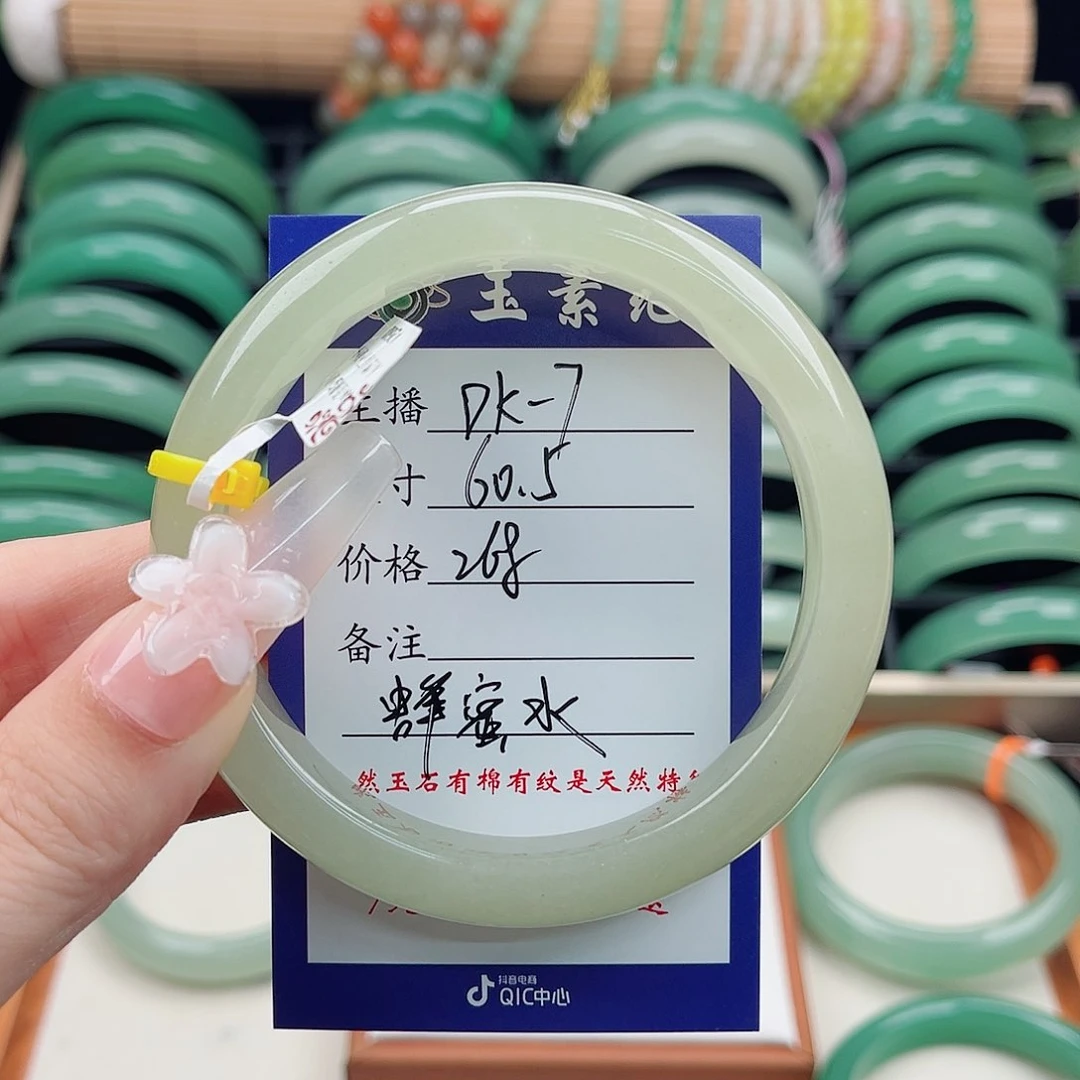 玉素
主播 DK-7
寸 60.5
价格 268
备注
蜂蜜水
然玉石有棉有纹是天然特
抖音电商
QIC中心